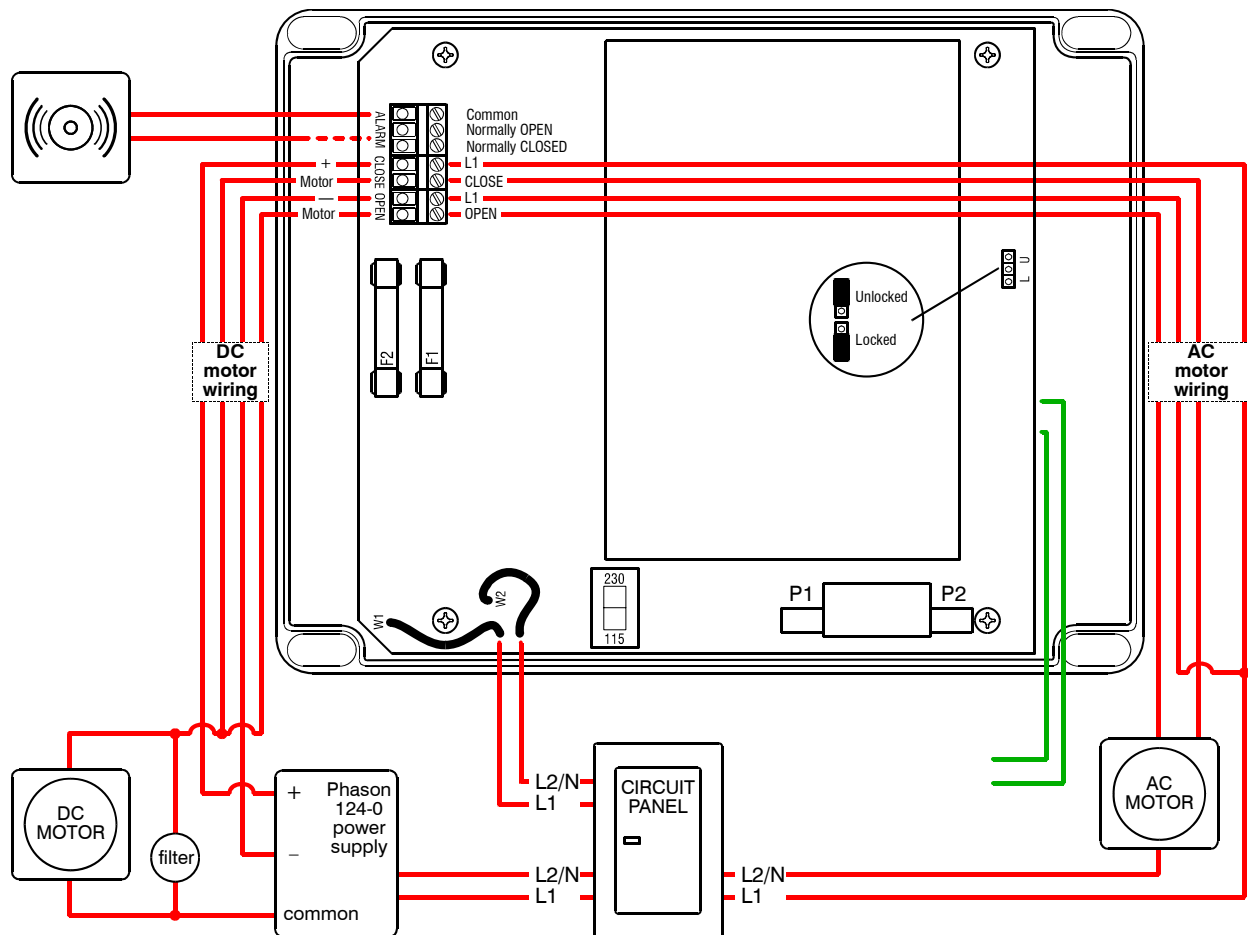 ALARM
CLOSE
OPEN
Common
Normally OPEN
Normally CLOSED
L1
CLOSE
L1
OPEN
+
Motor
—
Motor
F2
F1
U
L
Unlocked
Locked
DC
motor
wiring
AC
motor
wiring
W1
W2
230
115
P1
P2
DC
MOTOR
filter
+
Phason
124-0
power
supply
–
common
L2/N
L1
L2/N
L1
CIRCUIT
PANEL
L2/N
L1
AC
MOTOR